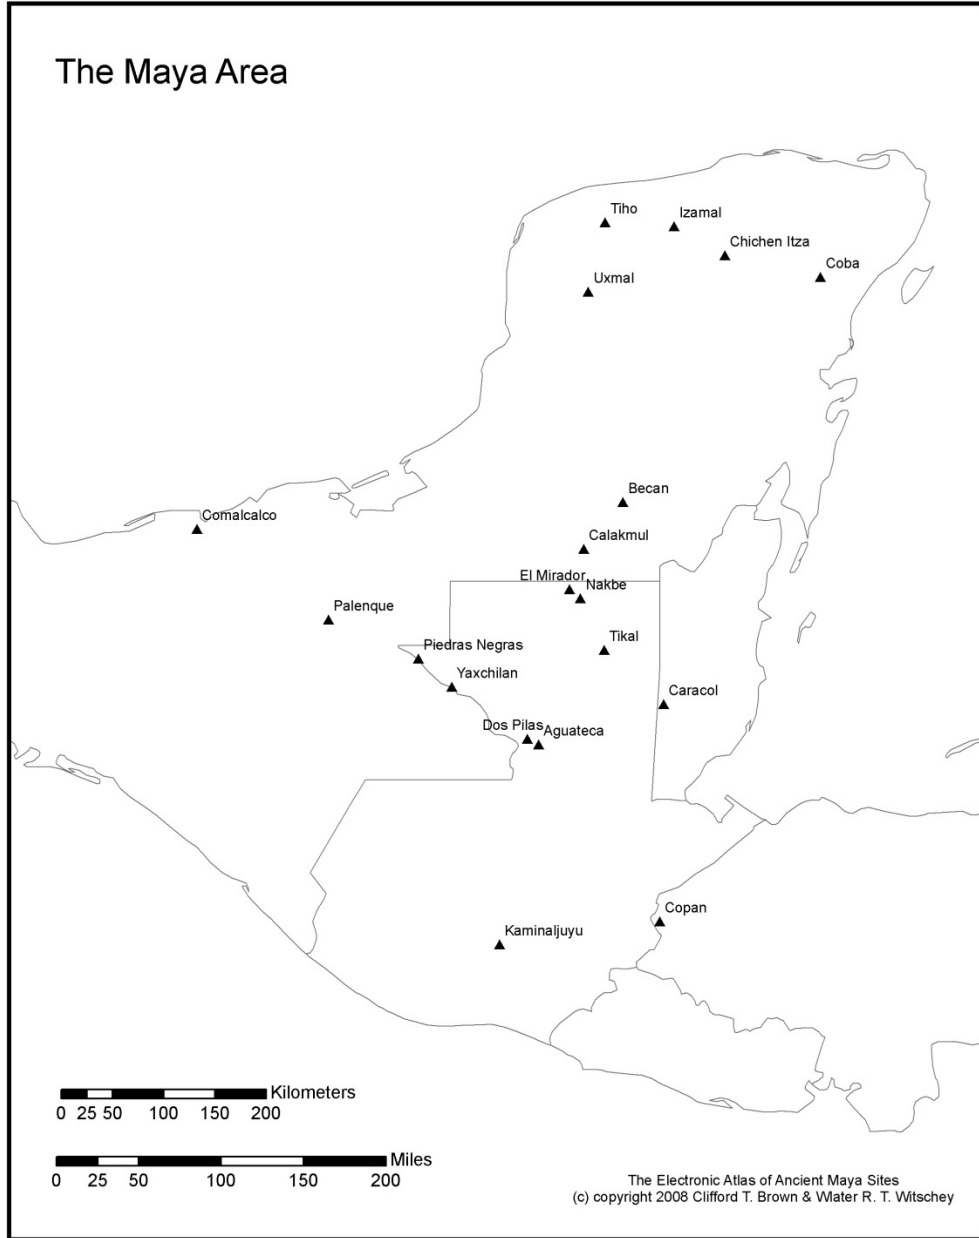 The Maya Area
Tiho
Izamal
Chichen Itza
Coba
Uxmal
Becan
Comalcalco
Calakmul
El Mirador
Nakbe
Palenque
Tikal
Piedras Negras
Yaxchilan
Caracol
Dos Pilas
Aguateca
Copan
Kaminaljuyu
Kilometers
0 25 50 100 150 200
Miles
0 25 50 100 150 200
The Electronic Atlas of Ancient Maya Sites
(c) copyright 2008 Clifford T. Brown & Wlater R. T. Witschey